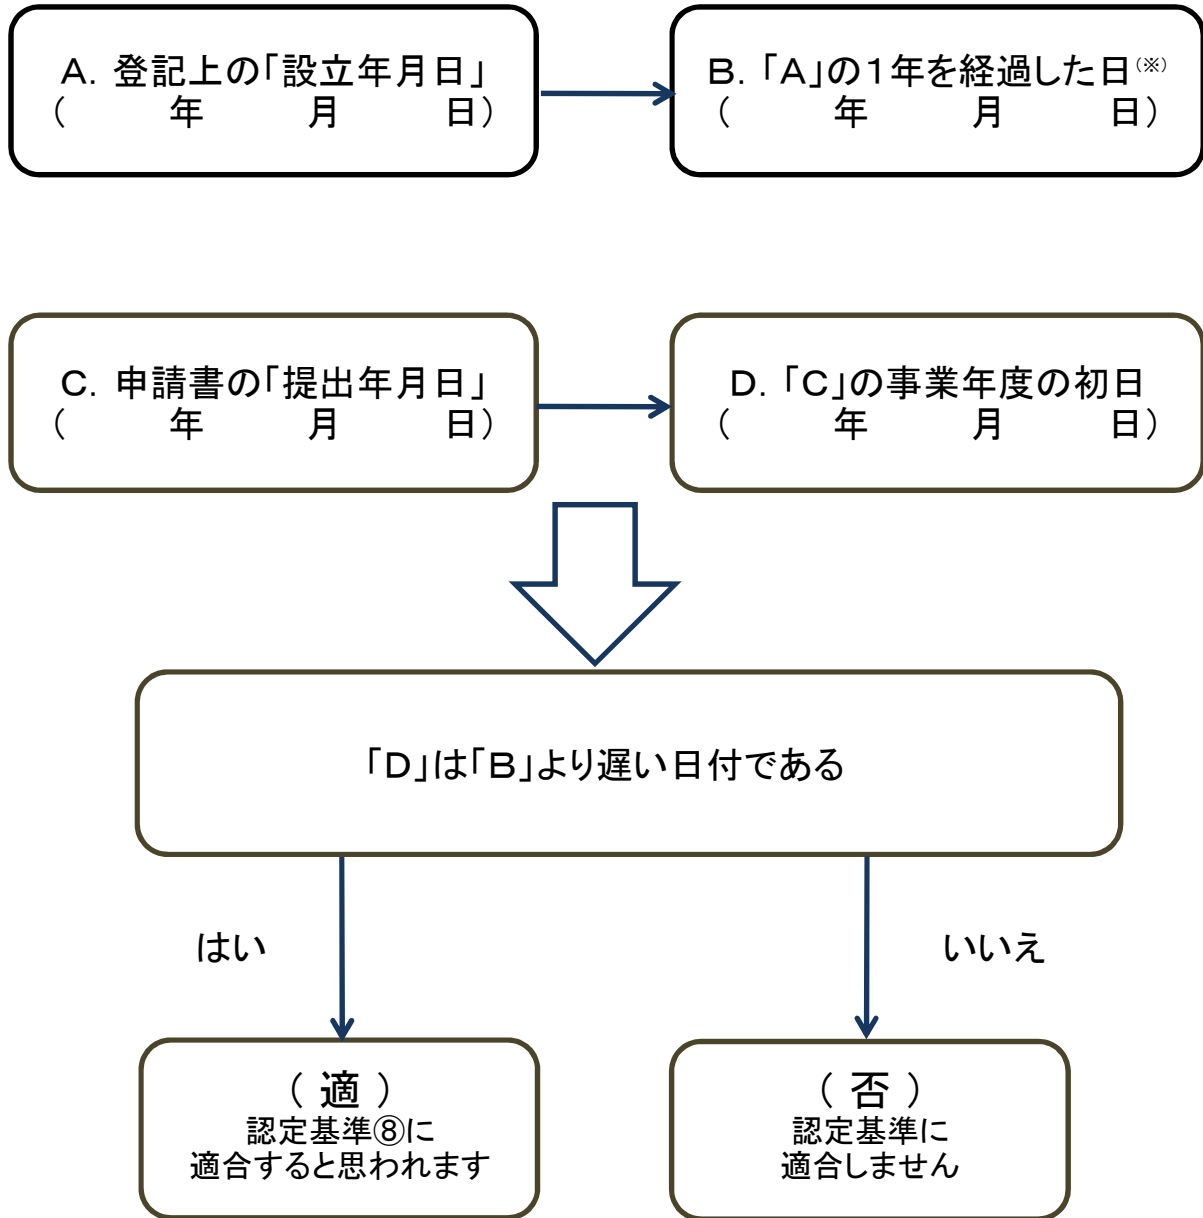 A. 登記上の「設立年月日」
(　　　年　　　月　　　日)
B. 「A」の１年を経過した日(※)
(　　　年　　　月　　　日)
C. 申請書の「提出年月日」
(　　　年　　　月　　　日)
D. 「C」の事業年度の初日
(　　　年　　　月　　　日)
「D」は「B」より遅い日付である
はい
いいえ
（ 適 ）
認定基準⑧に
適合すると思われます
（ 否 ）
認定基準に
適合しません